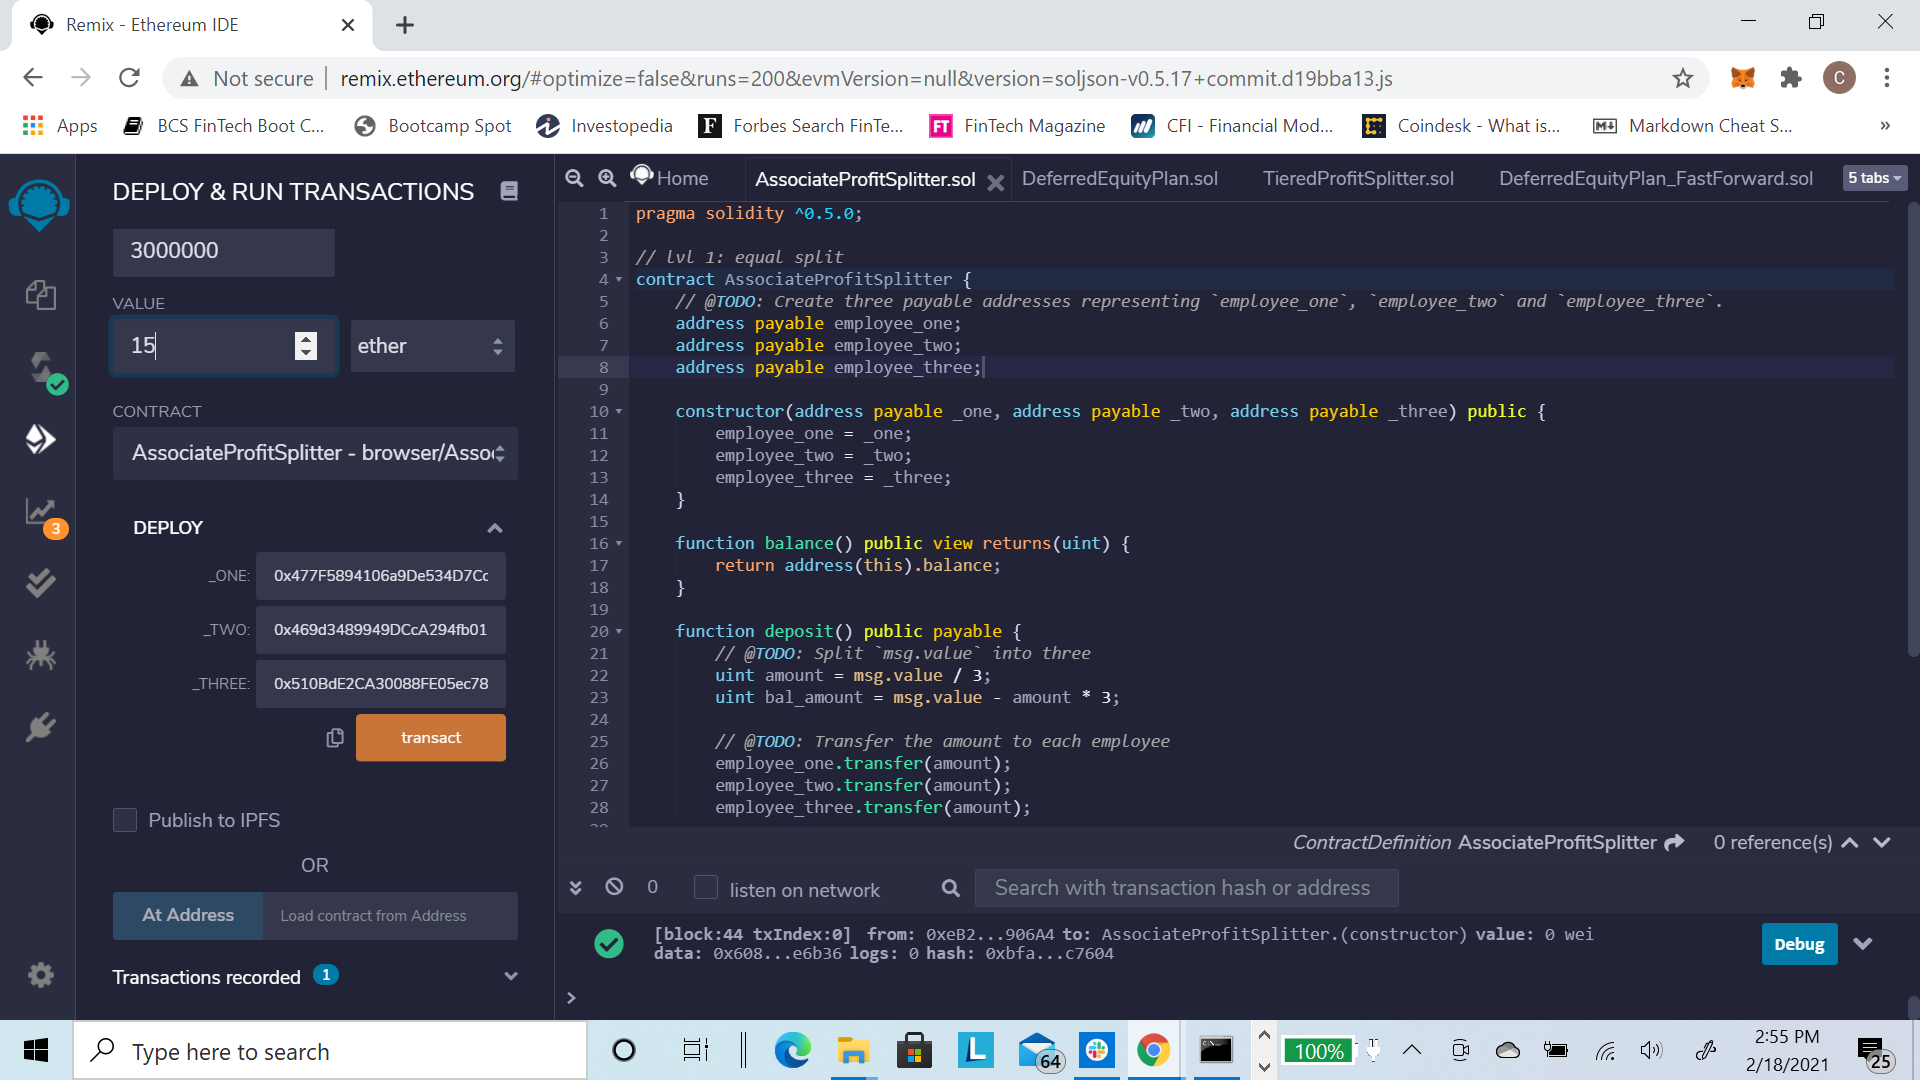 Remix - Ethereum IDE
Not secure | remix.ethereum.org/#optimize=false&runs=200&evmVersion=null&version=soljson-v0.5.17+commit.d19bba13.js
C
Apps BCS FinTech Boot C... Bootcamp Spot Investopedia F Forbes Search FinTe... FT FinTech Magazine CFI - Financial Mod... Coindesk - What is... Markdown Cheat S... »
DEPLOY & RUN TRANSACTIONS
3000000
VALUE
15 ether
CONTRACT
AssociateProfitSplitter - browser/Asso
3
DEPLOY
_ONE: 0x477F5894106a9De534D7Cc
_TWO: 0x469d3489949DCcA294fb01
_THREE: 0x510BdE2CA30088FE05ec78
transact
Publish to IPFS
OR
At Address Load contract from Address
Transactions recorded 1
Home AssociateProfitSplitter.sol DeferredEquityPlan.sol TieredProfitSplitter.sol DeferredEquityPlan_FastForward.sol 5 tabs
1 pragma solidity ^0.5.0;
2
3 // lvl 1: equal split
4 contract AssociateProfitSplitter {
5 // @TODO: Create three payable addresses representing `employee_one`, `employee_two` and `employee_three`.
6 address payable employee_one;
7 address payable employee_two;
8 address payable employee_three;
9
10 constructor(address payable _one, address payable _two, address payable _three) public {
11 employee_one = _one;
12 employee_two = _two;
13 employee_three = _three;
14 }
15
16 function balance() public view returns(uint) {
17 return address(this).balance;
18 }
19
20 function deposit() public payable {
21 // @TODO: Split `msg.value` into three
22 uint amount = msg.value / 3;
23 uint bal_amount = msg.value - amount * 3;
24
25 // @TODO: Transfer the amount to each employee
26 employee_one.transfer(amount);
27 employee_two.transfer(amount);
28 employee_three.transfer(amount);
ContractDefinition AssociateProfitSplitter 0 reference(s)
0 listen on network Search with transaction hash or address
[block:44 txIndex:0] from: 0xeB2...906A4 to: AssociateProfitSplitter.(constructor) value: 0 wei
data: 0x608...e6b36 logs: 0 hash: 0xbfa...c7604
Debug
>
Type here to search
L
64
100%
2:55 PM
2/18/2021
25